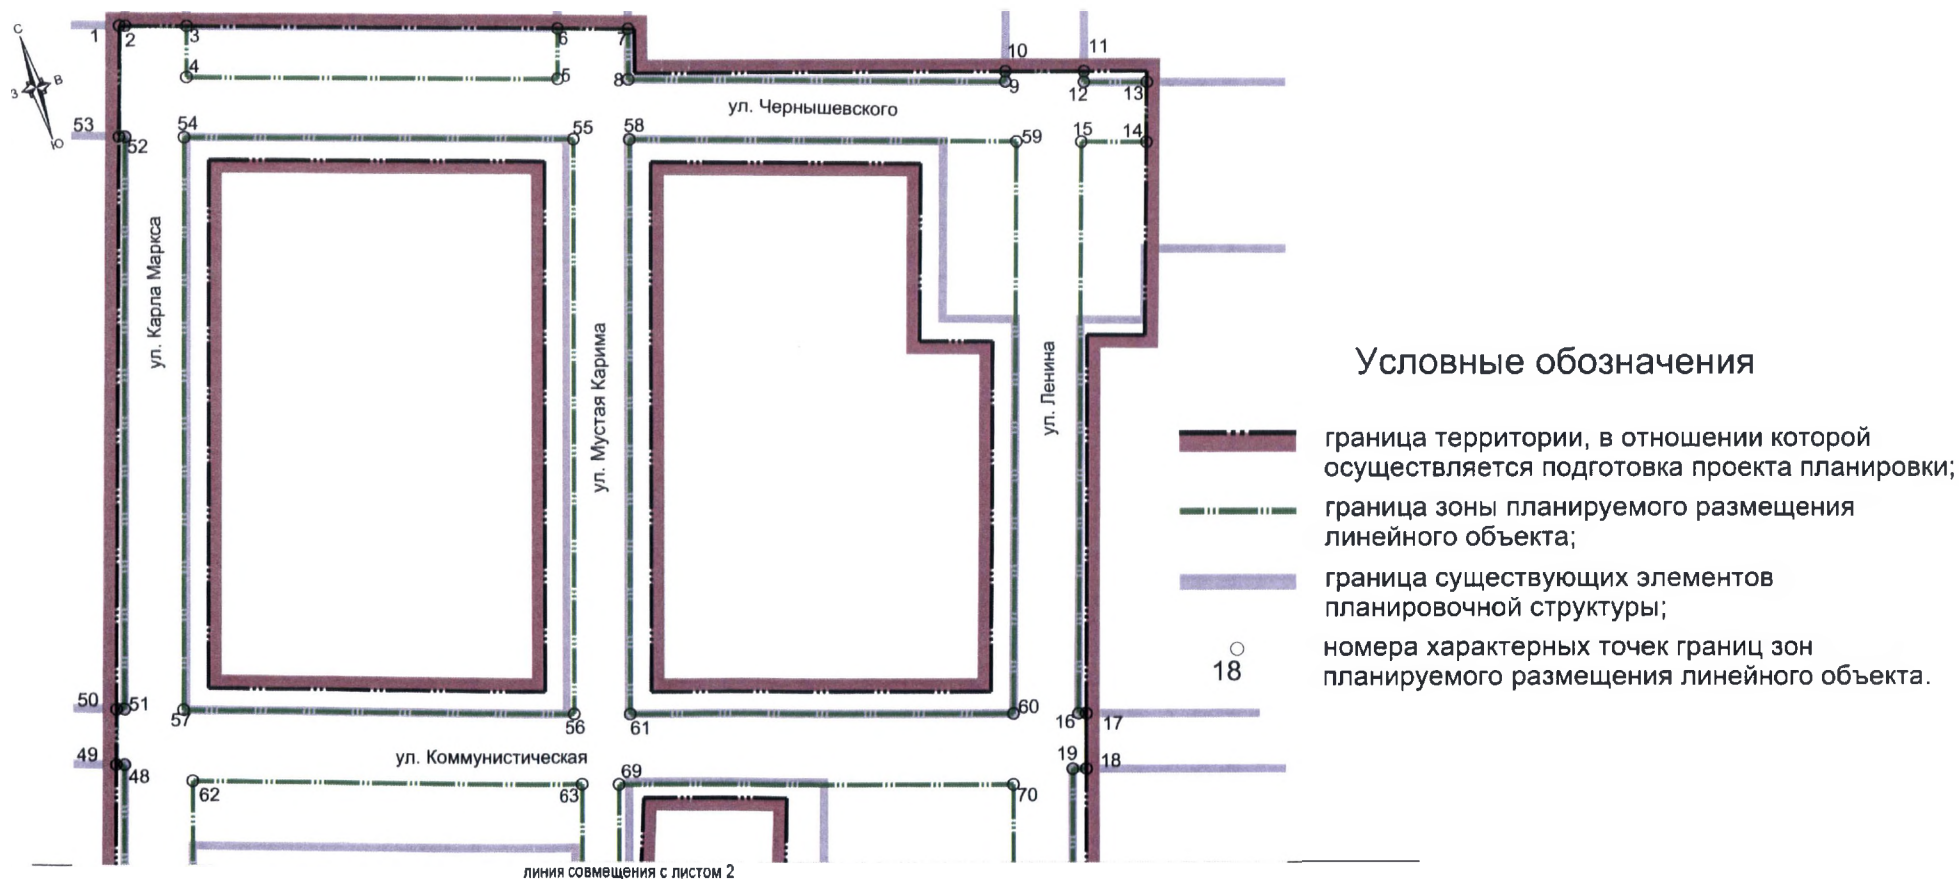 С
В
З
Ю
1
2
3
6
7
10
11
4
5
8
9
12
13
ул. Чернышевского
53
54
55
58
59
15
14
52
ул. Карла Маркса
ул. Мустая Карима
ул. Ленина
Условные обозначения
граница территории, в отношении которой
осуществляется подготовка проекта планировки;
граница зоны планируемого размещения
линейного объекта;
граница существующих элементов
планировочной структуры;
номера характерных точек границ зон
18
планируемого размещения линейного объекта.
50
51
57
56
61
60
16
17
ул. Коммунистическая
49
48
19
18
62
63
69
70
линия совмещения с листом 2